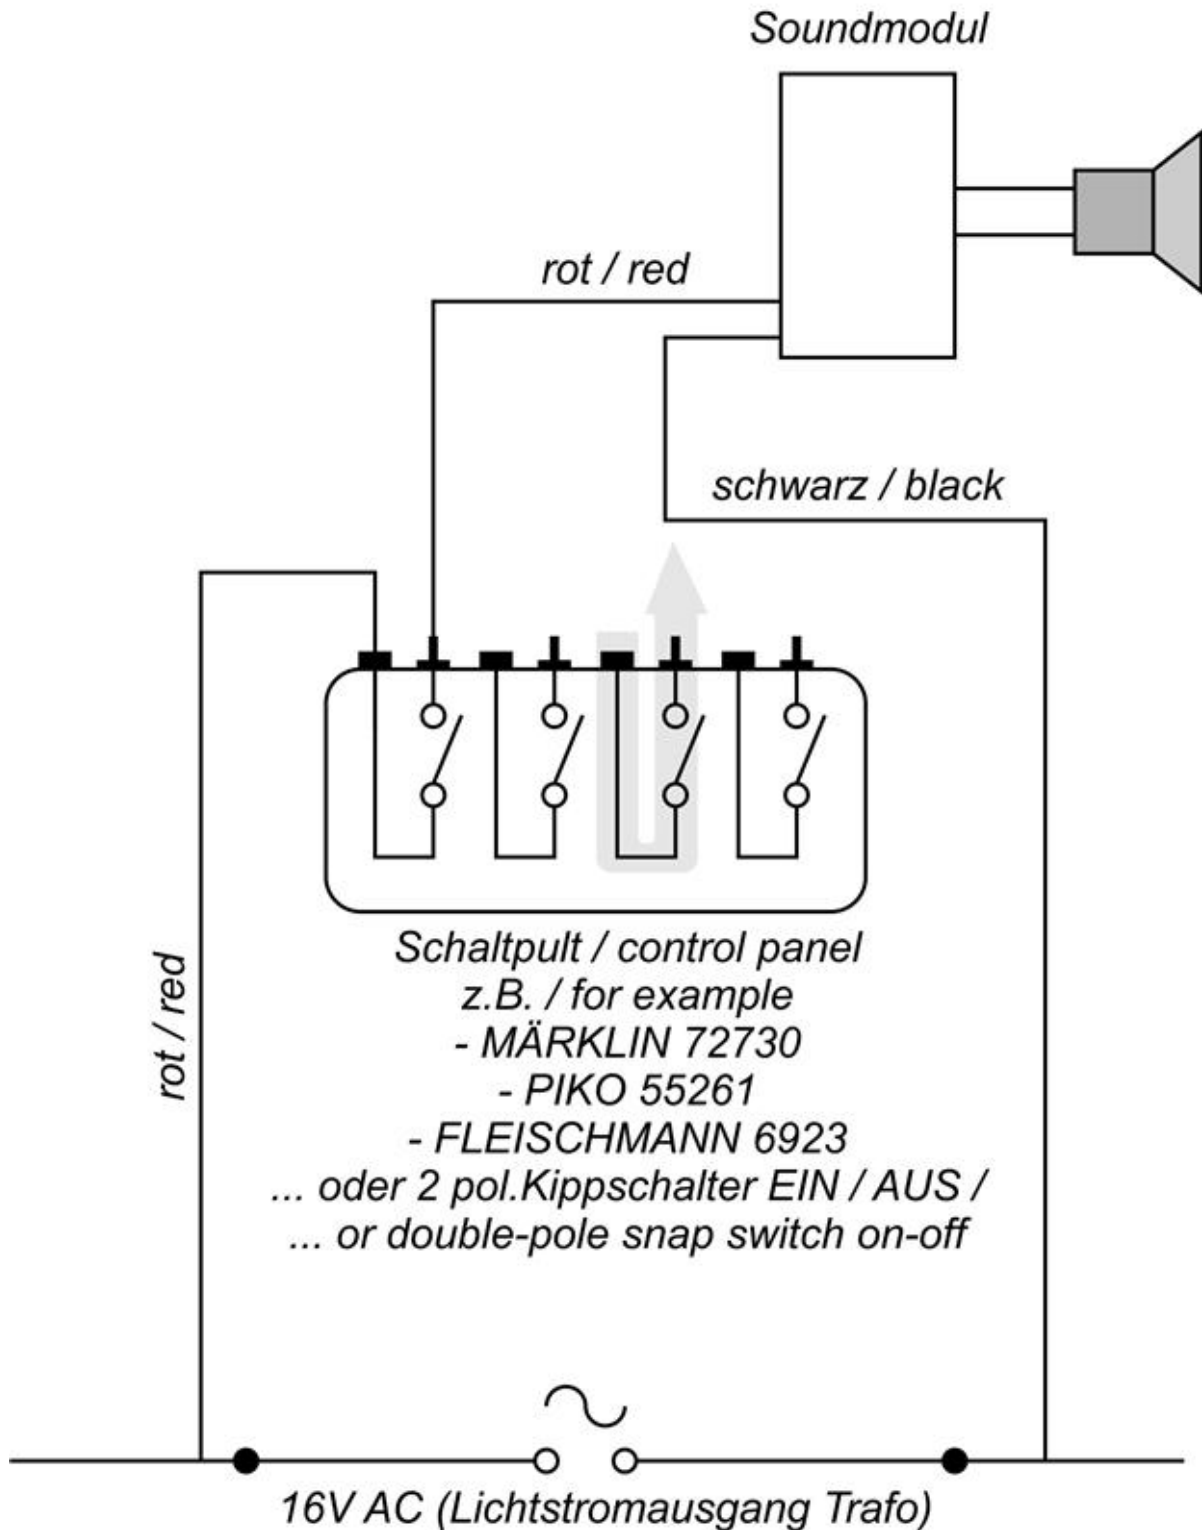 Soundmodul
rot / red
schwarz / black
rot / red
Schaltpult / control panel
z.B. / for example
- MÄRKLIN 72730
- PIKO 55261
- FLEISCHMANN 6923
... oder 2 pol.Kippschalter EIN / AUS /
... or double-pole snap switch on-off
16V AC (Lichtstromausgang Trafo)